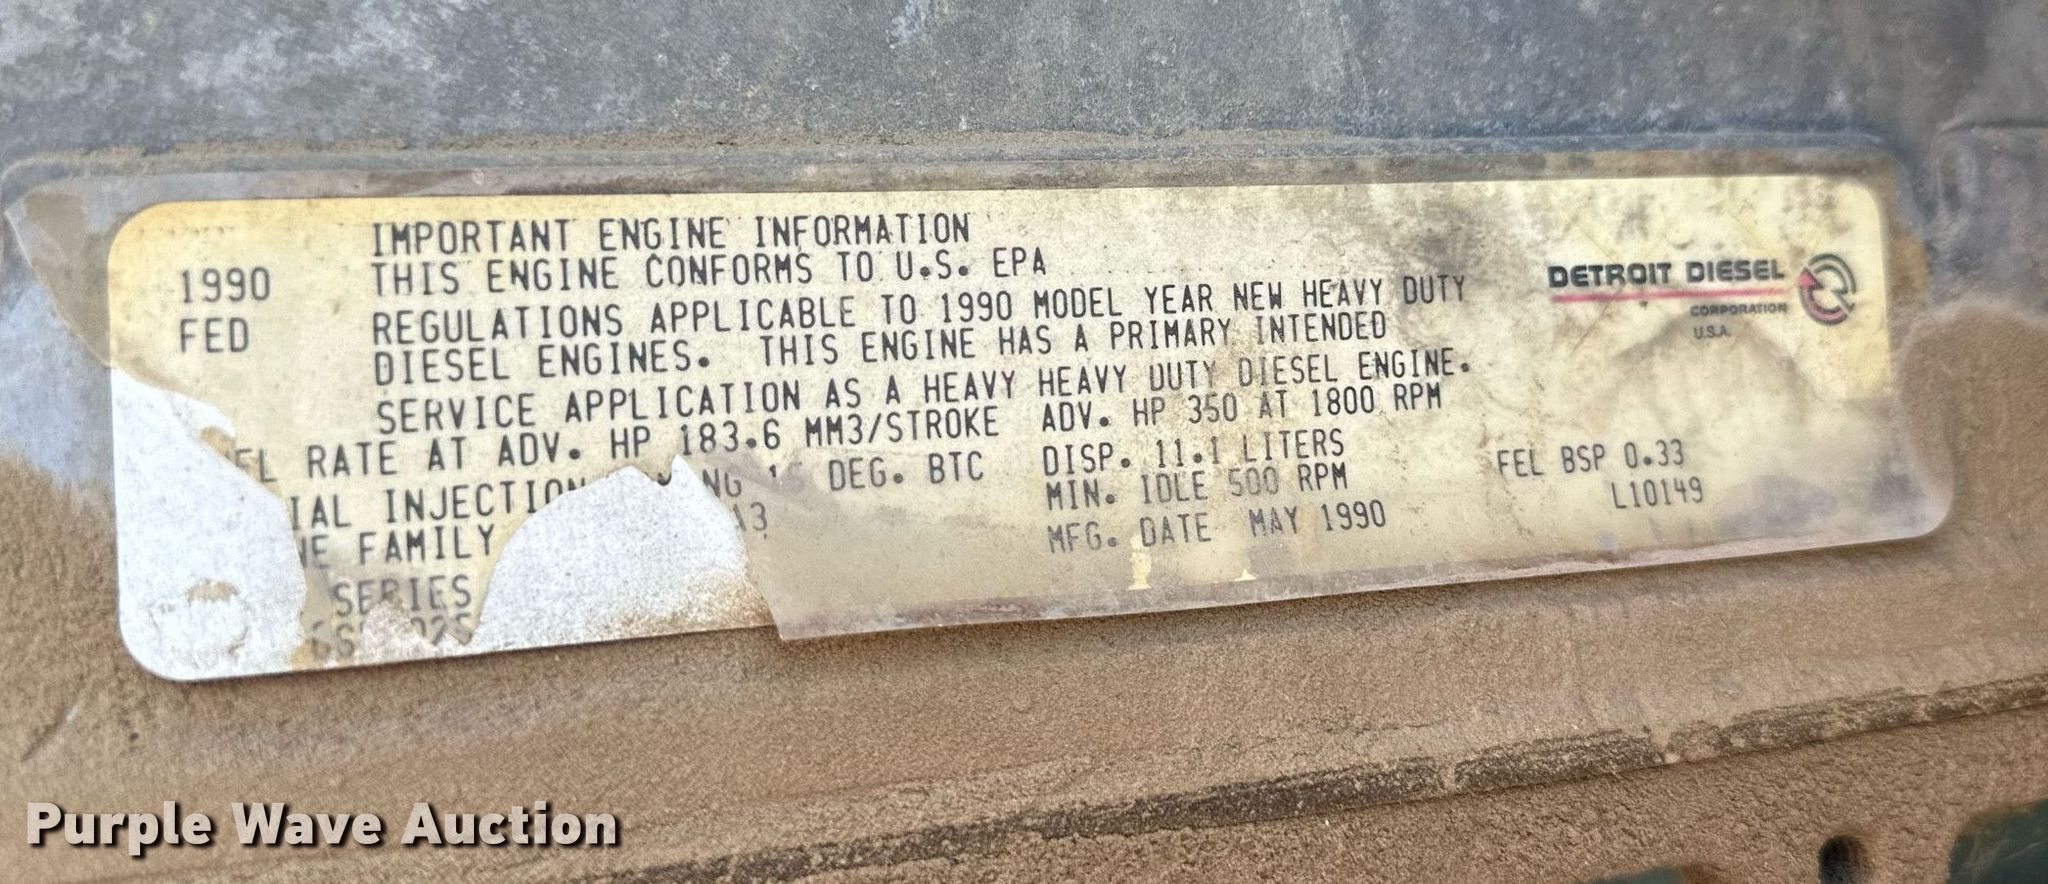 IMPORTANT ENGINE INFORMATION
1990 THIS ENGINE CONFORMS TO U.S. EPA
FED REGULATIONS APPLICABLE TO 1990 MODEL YEAR NEW HEAVY DUTY
DIESEL ENGINES. THIS ENGINE HAS A PRIMARY INTENDED
SERVICE APPLICATION AS A HEAVY HEAVY DUTY DIESEL ENGINE.
DETROIT DIESEL
CORPORATION
U.S.A.
EL RATE AT ADV. HP 183.6 MM3/STROKE ADV. HP 350 AT 1800 RPM
IAL INJECTION NG DEG. BTC DISP. 11.1 LITERS FEL BSP 0.33
E FAMILY A3 MIN. IDLE 500 RPM L10149
SERIES MFG. DATE MAY 1990
Purple Wave Auction